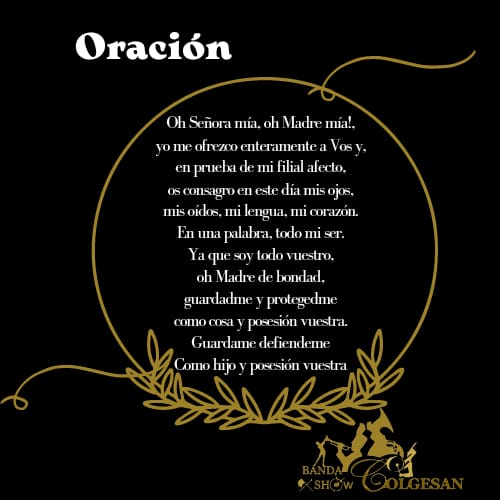 Oración
Oh Señora mía, oh Madre mía!,
yo me ofrezco enteramente a Vos y,
en prueba de mi filial afecto,
os consagro en este día mis ojos,
mis oídos, mi lengua, mi corazón.
En una palabra, todo mi ser.
Ya que soy todo vuestro,
oh Madre de bondad,
guardadme y protegedme
como cosa y posesión vuestra.
Guardame defiendeme
Como hijo y posesión vuestra
BANDA
SHOW COLGESAN